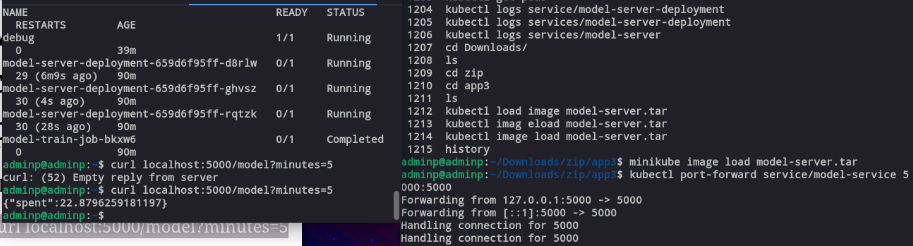 NAME                                       READY   STATUS
  RESTARTS        AGE
debug                                      1/1     Running
  0               39m
model-server-deployment-659d6f95ff-d8rlw   0/1     Running
  29 (6m9s ago)   90m
model-server-deployment-659d6f95ff-ghvsz   0/1     Running
  30 (4s ago)     90m
model-server-deployment-659d6f95ff-rqtzk   0/1     Running
  30 (28s ago)    90m
model-train-job-bkxw6                      0/1     Completed
  0               90m
adminp@adminp:~$ curl localhost:5000/model?minutes=5
curl: (52) Empty reply from server
adminp@adminp:~$ curl localhost:5000/model?minutes=5
{"spent":22.8796259181197}
adminp@adminp:~$
url localhost:5000/model?minutes=5
1204  kubectl logs service/model-server-deployment
1205  kubectl logs services/model-server-deployment
1206  kubectl logs services/model-server
1207  cd Downloads/
1208  ls
1209  cd zip
1210  cd app3
1211  ls
1212  kubectl load image model-server.tar
1213  kubectl imag eload model-server.tar
1214  kubectl image load model-server.tar
1215  history
adminp@adminp:~/Downloads/zip/app3$ minikube image load model-server.tar
adminp@adminp:~/Downloads/zip/app3$ kubectl port-forward service/model-service 5
000:5000
Forwarding from 127.0.0.1:5000 -> 5000
Forwarding from [::1]:5000 -> 5000
Handling connection for 5000
Handling connection for 5000